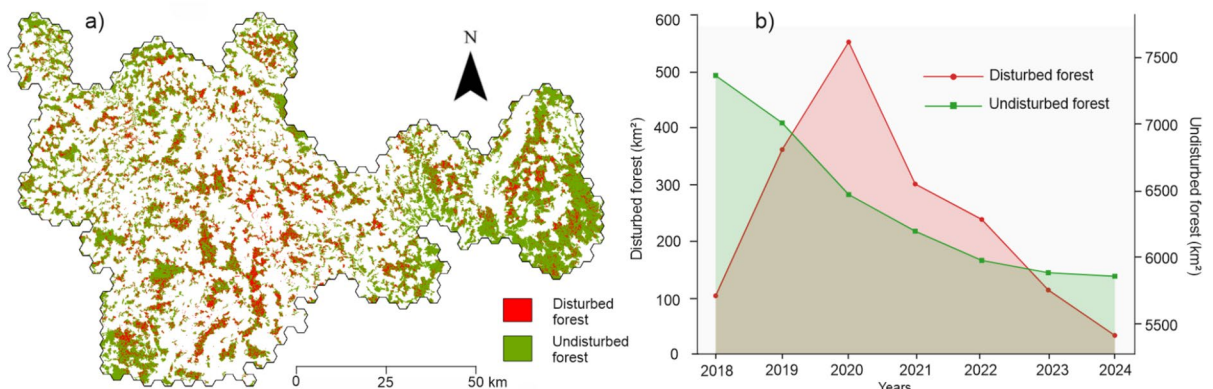 a)
N
Disturbed
forest
Undisturbed
forest
0 25 50 km
b)
600
500
400
300
200
100
0
Disturbed forest (km²)
Disturbed forest
Undisturbed forest
7500
7000
6500
6000
5500
Undisturbed forest (km²)
2018 2019 2020 2021 2022 2023 2024
Years